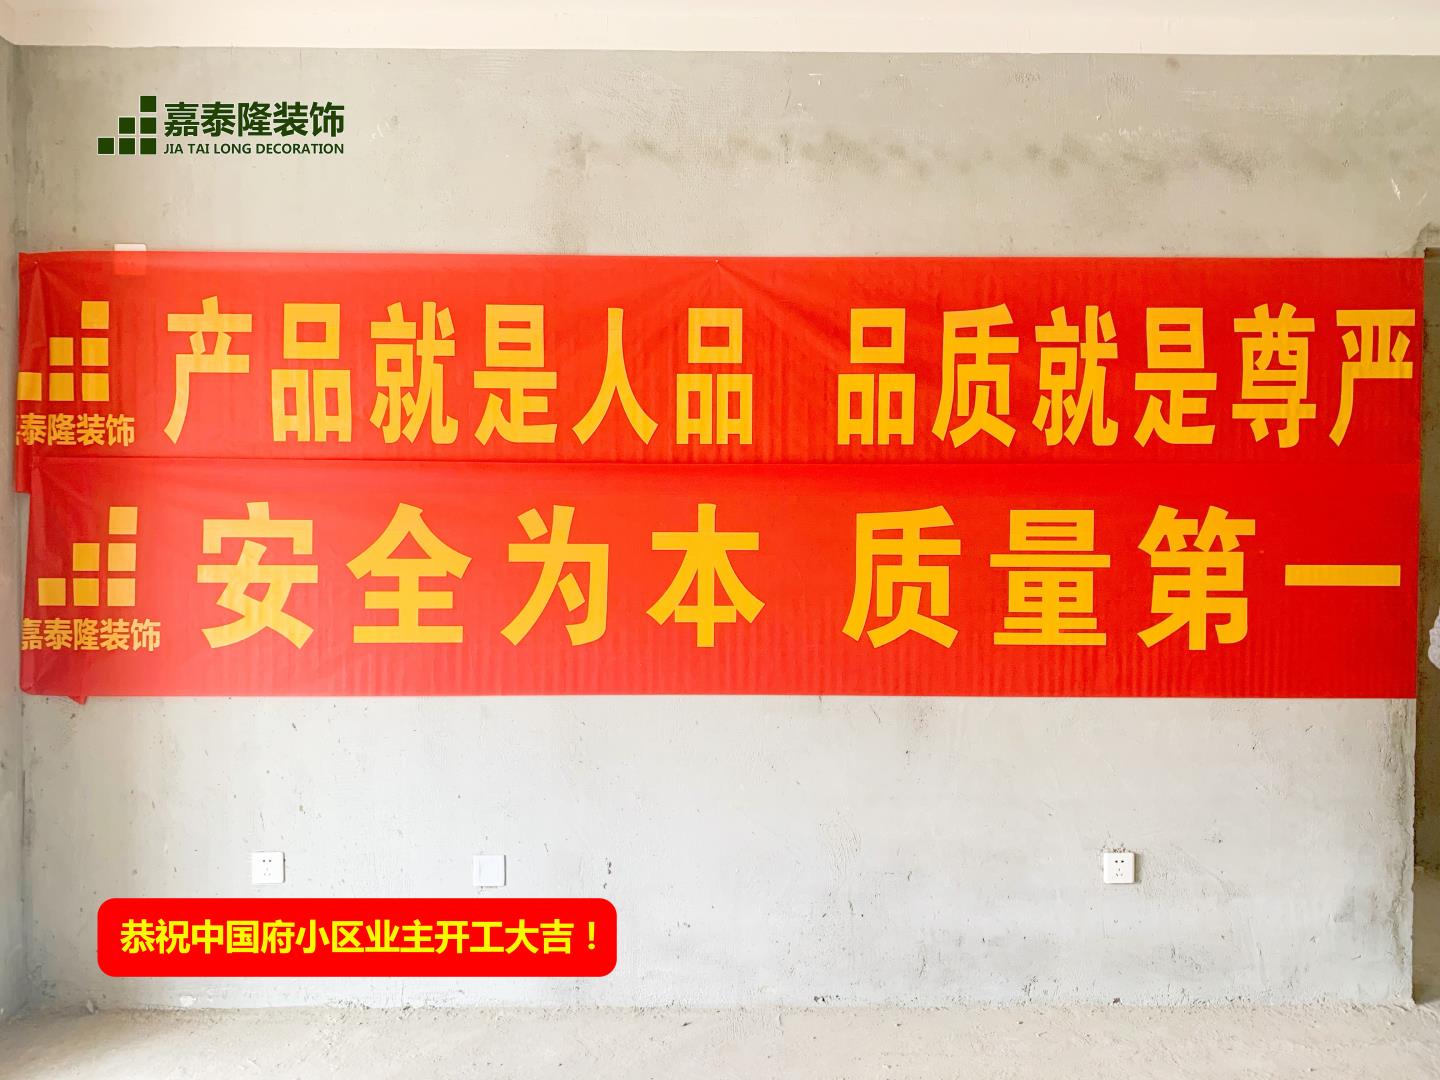 嘉泰隆装饰
JIA TAI LONG DECORATION
产品就是人品 品质就是尊严
嘉泰隆装饰
安全为本 质量第一
嘉泰隆装饰
恭祝中国府小区业主开工大吉！